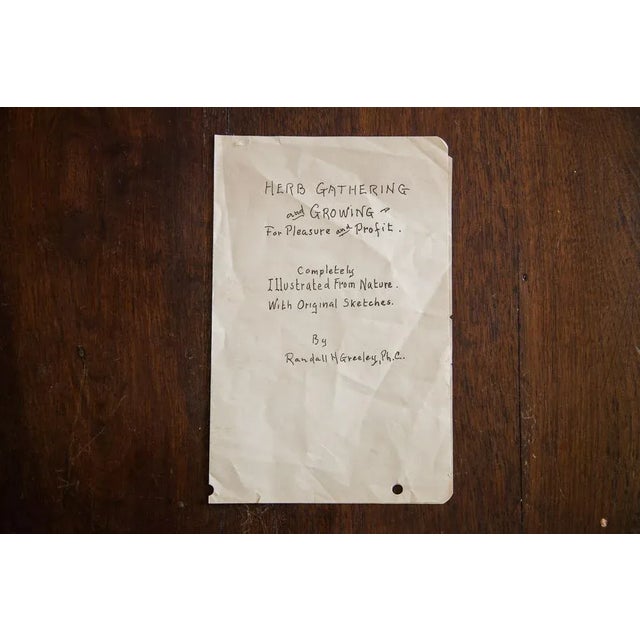 HERB GATHERING
and GROWING
For Pleasure and Profit.
Completely
Illustrated From Nature.
With Original Sketches.
By
Randall H Greeley, Ph.C.